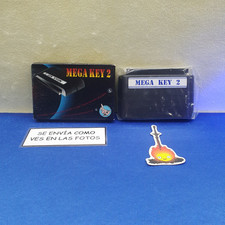 MEGA KEY 2
MEGA KEY 2
SE ENVÍA COMO
VES EN LAS FOTOS